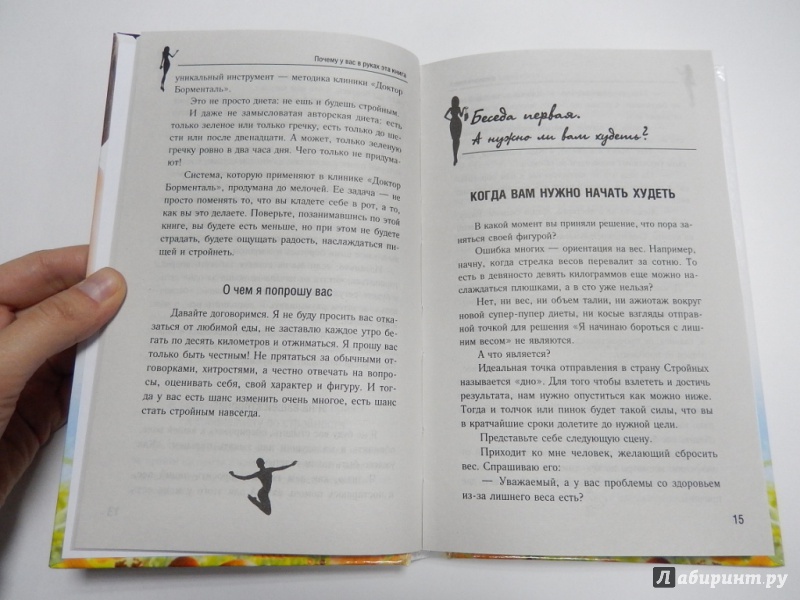 Почему у вас в руках эта книга
уникальный инструмент — методика клиники «Доктор
Борменталь».
Это не просто диета: не ешь и будешь стройным.
И даже не замысловатая авторская диета: есть
только зеленое или только гречку, есть только до шес-
ти или после двенадцати. А может, только зеленую
гречку ровно в два часа дня. Чего только не придума-
ют!
Система, которую применяют в клинике «Доктор
Борменталь», продумана до мелочей. Ее задача — не
просто поменять то, что вы кладете себе в рот, а то,
как вы это делаете. Поверьте, позанимавшись по этой
книге, вы будете есть меньше, но при этом не будете
страдать, будете ощущать радость, наслаждаться пи-
щей и стройнеть.
О чем я попрошу вас
Давайте договоримся. Я не буду просить вас отка-
заться от любимой еды, не заставлю каждое утро бе-
гать по десять километров и отжиматься. Я прошу вас
только быть честным! Не прятаться за обычными от-
говорками, хитростями, а честно отвечать на вопро-
сы, оценивать себя, свой характер и фигуру. И тог-
да у вас есть шанс изменить очень многое, есть шанс
стать стройным навсегда.
Беседа первая.
А нужно ли вам худеть?
КОГДА ВАМ НУЖНО НАЧАТЬ ХУДЕТЬ
В какой момент вы приняли решение, что пора за-
няться своей фигурой?
Ошибка многих — ориентация на вес. Например,
начну, когда стрелка весов перевалит за сотню. То
есть в девяносто девять килограммов еще можно на-
слаждаться плюшками, а в сто уже нельзя?
Нет, ни вес, ни объем талии, ни ажиотаж вокруг
новой супер-пупер диеты, ни косые взгляды отправ-
ной точкой для решения «Я начинаю бороться с лиш-
ним весом» не являются.
А что является?
Идеальная точка отправления в страну Стройных
называется «дно». Для того чтобы взлететь и достичь
результата, нам нужно опуститься как можно ниже.
Тогда и толчок или пинок будет такой силы, что вы
в кратчайшие сроки долетите до нужной цели.
Представьте себе следующую сцену.
Приходит ко мне человек, желающий сбросить
вес. Спрашиваю его:
— Уважаемый, а у вас проблемы со здоровьем
из-за лишнего веса есть?
15
Лабиринт.ру